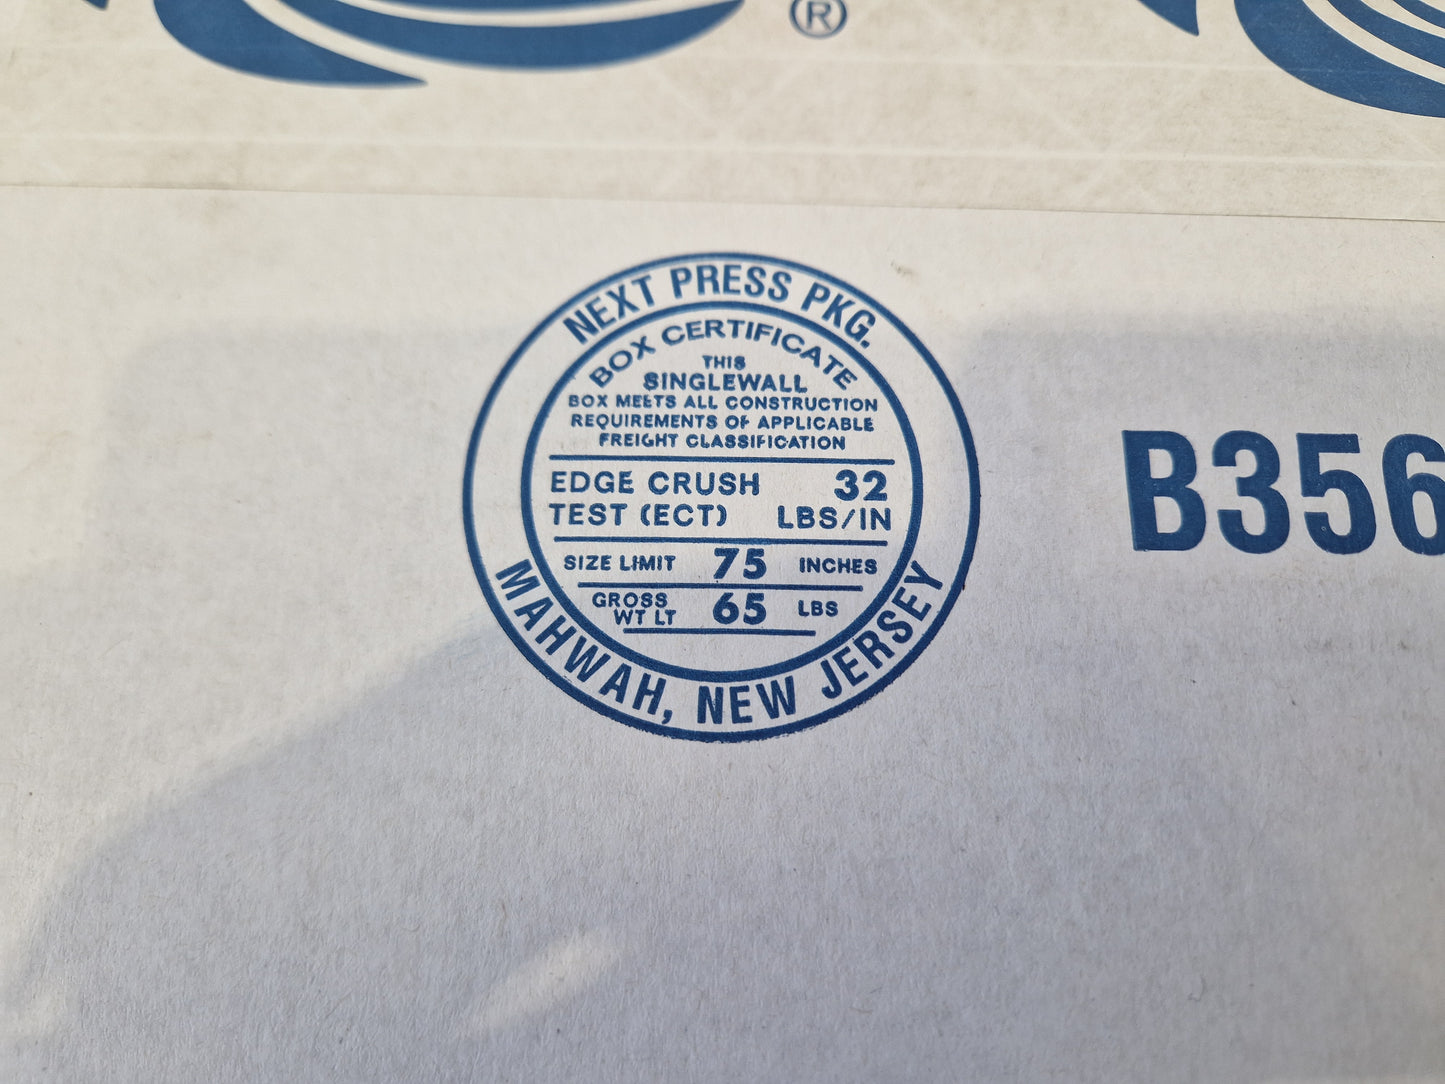 ®
NEXT PRESS PKG.
BOX CERTIFICATE
THIS
SINGLEWALL
BOX MEETS ALL CONSTRUCTION
REQUIREMENTS OF APPLICABLE
FREIGHT CLASSIFICATION
EDGE CRUSH 32
TEST (ECT) LBS/IN
SIZE LIMIT 75 INCHES
GROSS
WT LT 65 LBS
MAHWAH, NEW JERSEY
B356